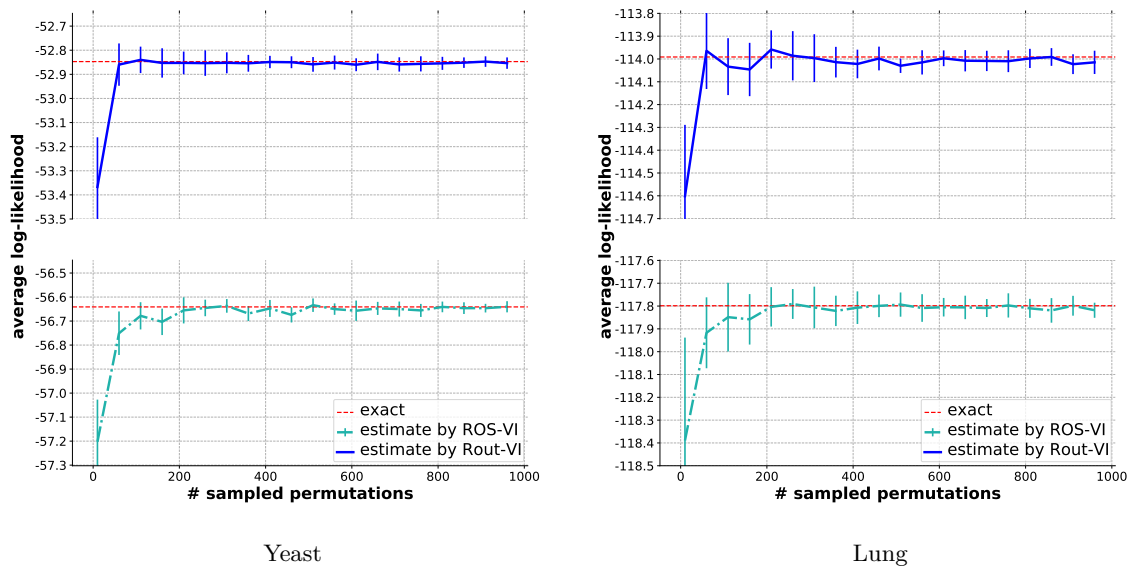 average log-likelihood
-52.7
-52.8
-52.9
-53.0
-53.1
-53.2
-53.3
-53.4
-53.5
-56.5
-56.6
-56.7
-56.8
-56.9
-57.0
-57.1
-57.2
-57.3
exact
estimate by ROS-VI
estimate by Rout-VI
0 200 400 600 800 1000
# sampled permutations
Yeast
average log-likelihood
-113.8
-113.9
-114.0
-114.1
-114.2
-114.3
-114.4
-114.5
-114.6
-114.7
-117.6
-117.7
-117.8
-117.9
-118.0
-118.1
-118.2
-118.3
-118.4
-118.5
exact
estimate by ROS-VI
estimate by Rout-VI
0 200 400 600 800 1000
# sampled permutations
Lung